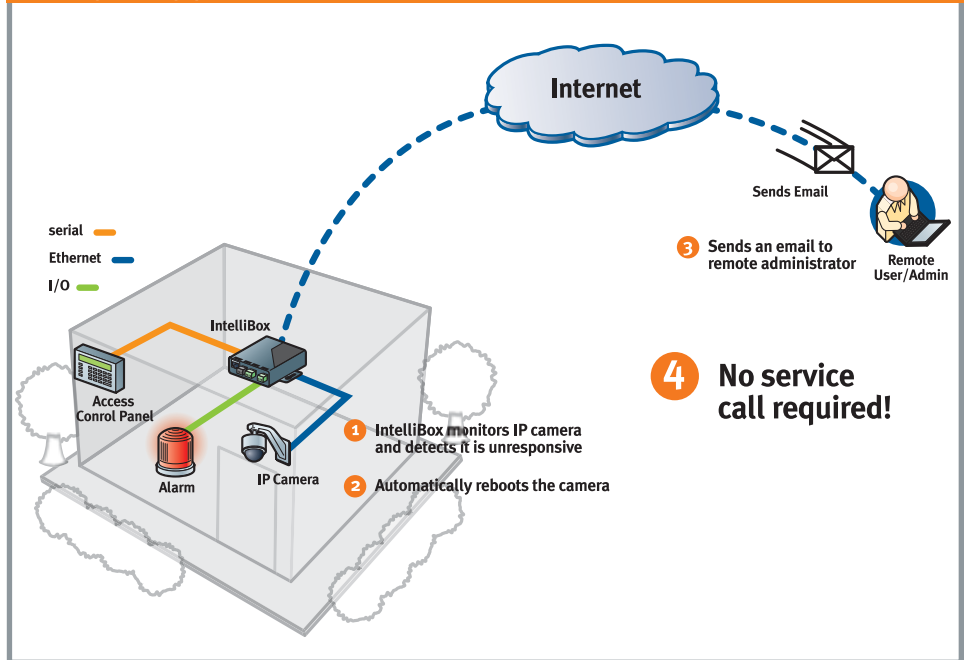 Internet
Sends Email
3 Sends an email to
remote administrator
Remote
User/Admin
serial
Ethernet
I/O
IntelliBox
Access
Conrol Panel
Alarm
IP Camera
1 IntelliBox monitors IP camera
and detects it is unresponsive
2 Automatically reboots the camera
4 No service
call required!